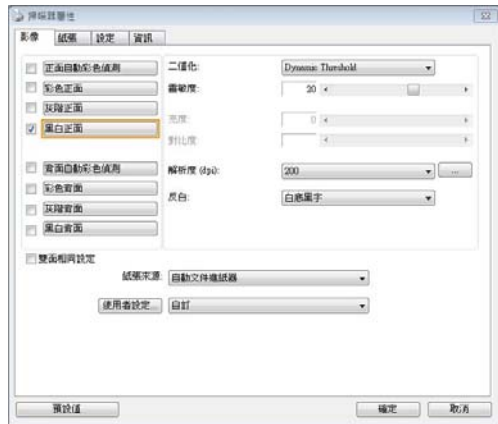 掃描器屬性
影像 紙張 設定 資訊
正面自動彩色偵測
彩色正面
灰階正面
黑白正面
背面自動彩色偵測
彩色背面
灰階背面
黑白背面
二值化: Dynamic Threshold
靈敏度: 20
亮度: 0
對比度:
解析度 (dpi): 200 ...
反白: 白底黑字
雙面相同設定
紙張來源: 自動文件進紙器
使用者設定... 自訂
預設值 確定 取消